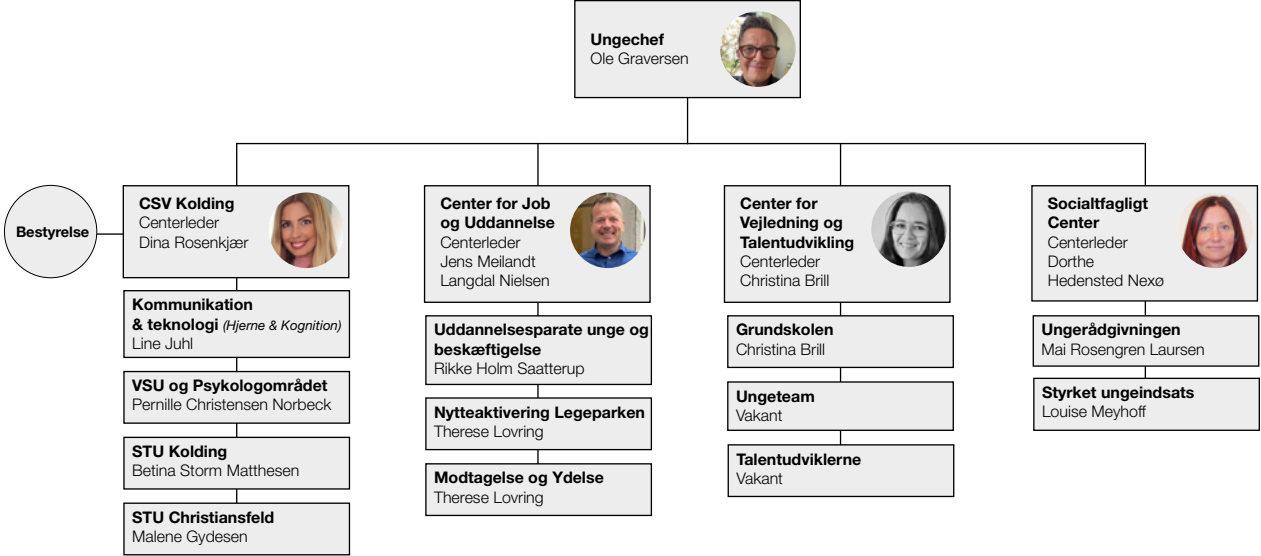 Ungechef
Ole Graversen
Bestyrelse
CSV Kolding
Centerleder
Dina Rosenkjær
Kommunikation
& teknologi (Hjerne & Kognition)
Line Juhl
VSU og Psykologområdet
Pernille Christensen Norbeck
STU Kolding
Betina Storm Matthesen
STU Christiansfeld
Malene Gydesen
Center for Job
og Uddannelse
Centerleder
Jens Meilandt
Langdal Nielsen
Uddannelsesparate unge og
beskæftigelse
Rikke Holm Saatterup
Nytteaktivering Legeparken
Therese Lovring
Modtagelse og Ydelse
Therese Lovring
Center for
Vejledning og
Talentudvikling
Centerleder
Christina Brill
Grundskolen
Christina Brill
Ungeteam
Vakant
Talentudviklerne
Vakant
Socialtfagligt
Center
Centerleder
Dorthe
Hedensted Nexø
Ungerådgivningen
Mai Rosengren Laursen
Styrket ungeindsats
Louise Meyhoff